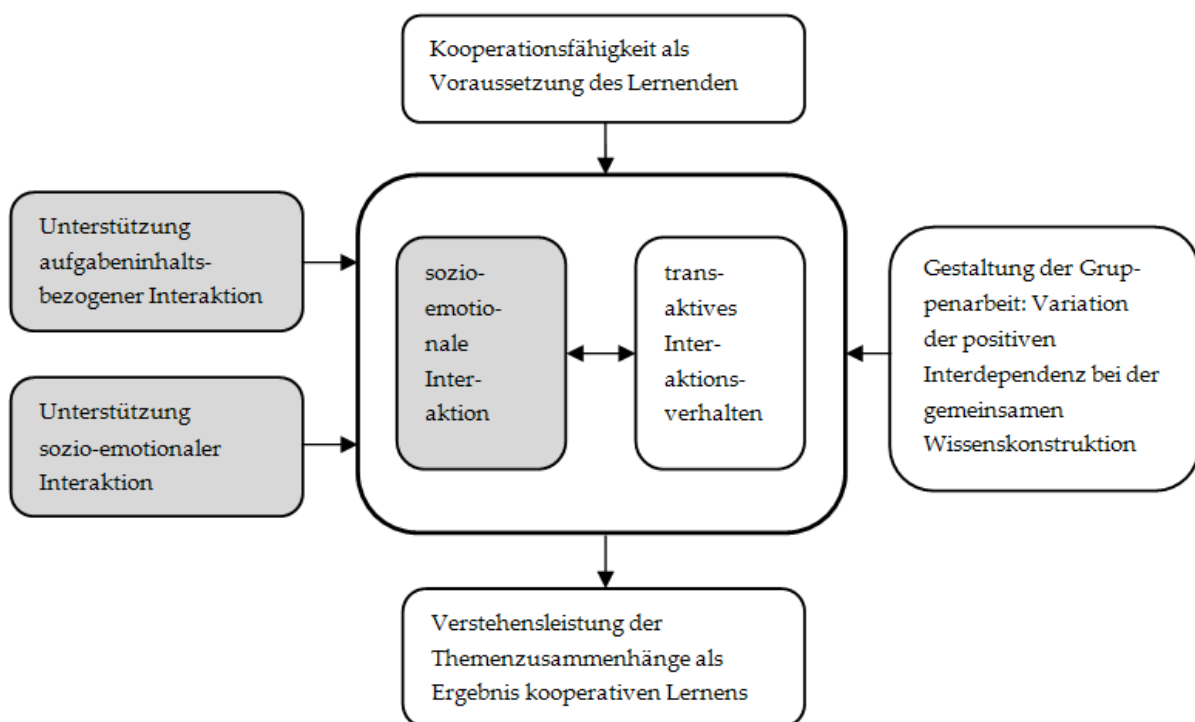 Kooperationsfähigkeit als
Voraussetzung des Lernenden
Unterstützung
aufgabeninhalts-
bezogener Interaktion
Unterstützung
sozio-emotionaler
Interaktion
sozio-
emotio-
nale
Inter-
aktion
trans-
aktives
Inter-
aktions-
verhalten
Gestaltung der Grup-
penarbeit: Variation
der positiven
Interdependenz bei der
gemeinsamen
Wissenskonstruktion
Verstehensleistung der
Themenzusammenhänge als
Ergebnis kooperativen Lernens